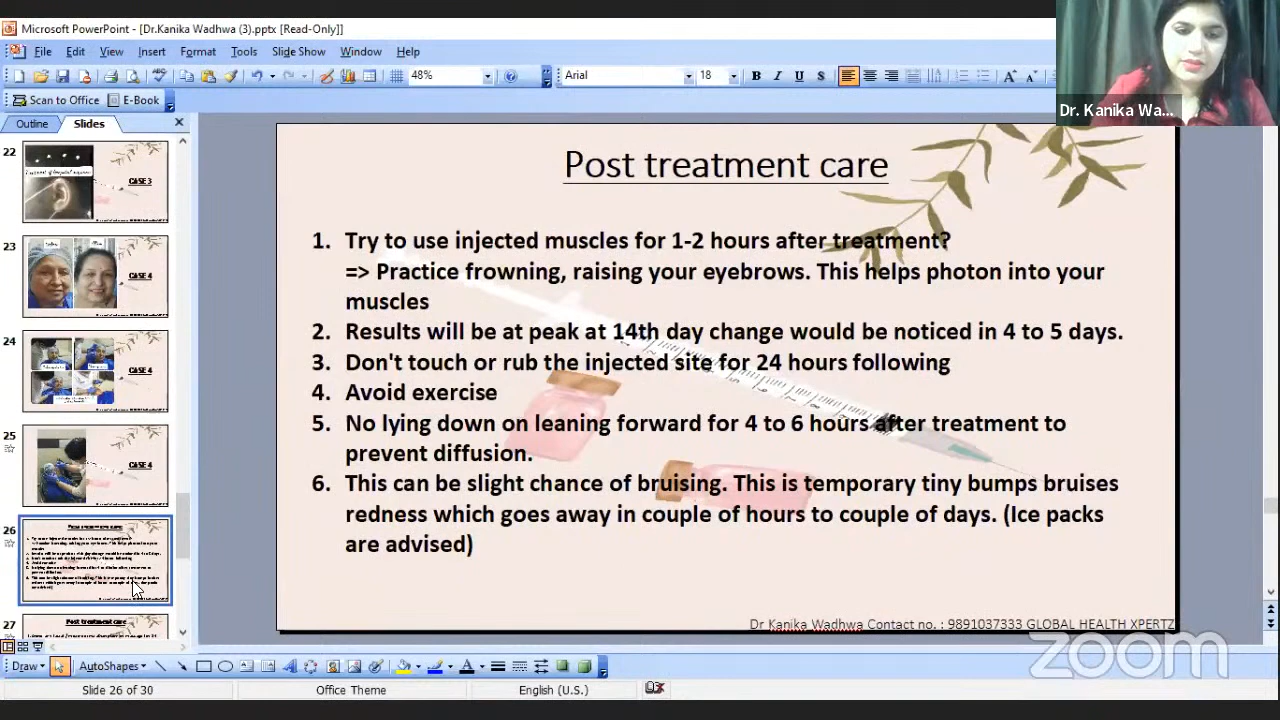 Microsoft PowerPoint - [Dr.Kanika Wadhwa (3).pptx [Read-Only]]
File Edit View Insert Format Tools Slide Show Window Help
48% Arial 18 B I U S
Scan to Office E-Book
Outline Slides
Dr. Kanika Wa...
22
CASE 3
23
CASE 4
24
CASE 4
25
CASE 4
26
27
Post treatment care
Post treatment care
1. Try to use injected muscles for 1-2 hours after treatment?
=> Practice frowning, raising your eyebrows. This helps photon into your
muscles
2. Results will be at peak at 14th day change would be noticed in 4 to 5 days.
3. Don't touch or rub the injected site for 24 hours following
4. Avoid exercise
5. No lying down on leaning forward for 4 to 6 hours after treatment to
prevent diffusion.
6. This can be slight chance of bruising. This is temporary tiny bumps bruises
redness which goes away in couple of hours to couple of days. (Ice packs
are advised)
Dr Kanika Wadhwa Contact no. : 9891037333 GLOBAL HEALTH XPERTZ
zoom
Draw AutoShapes
Slide 26 of 30 Office Theme English (U.S.)